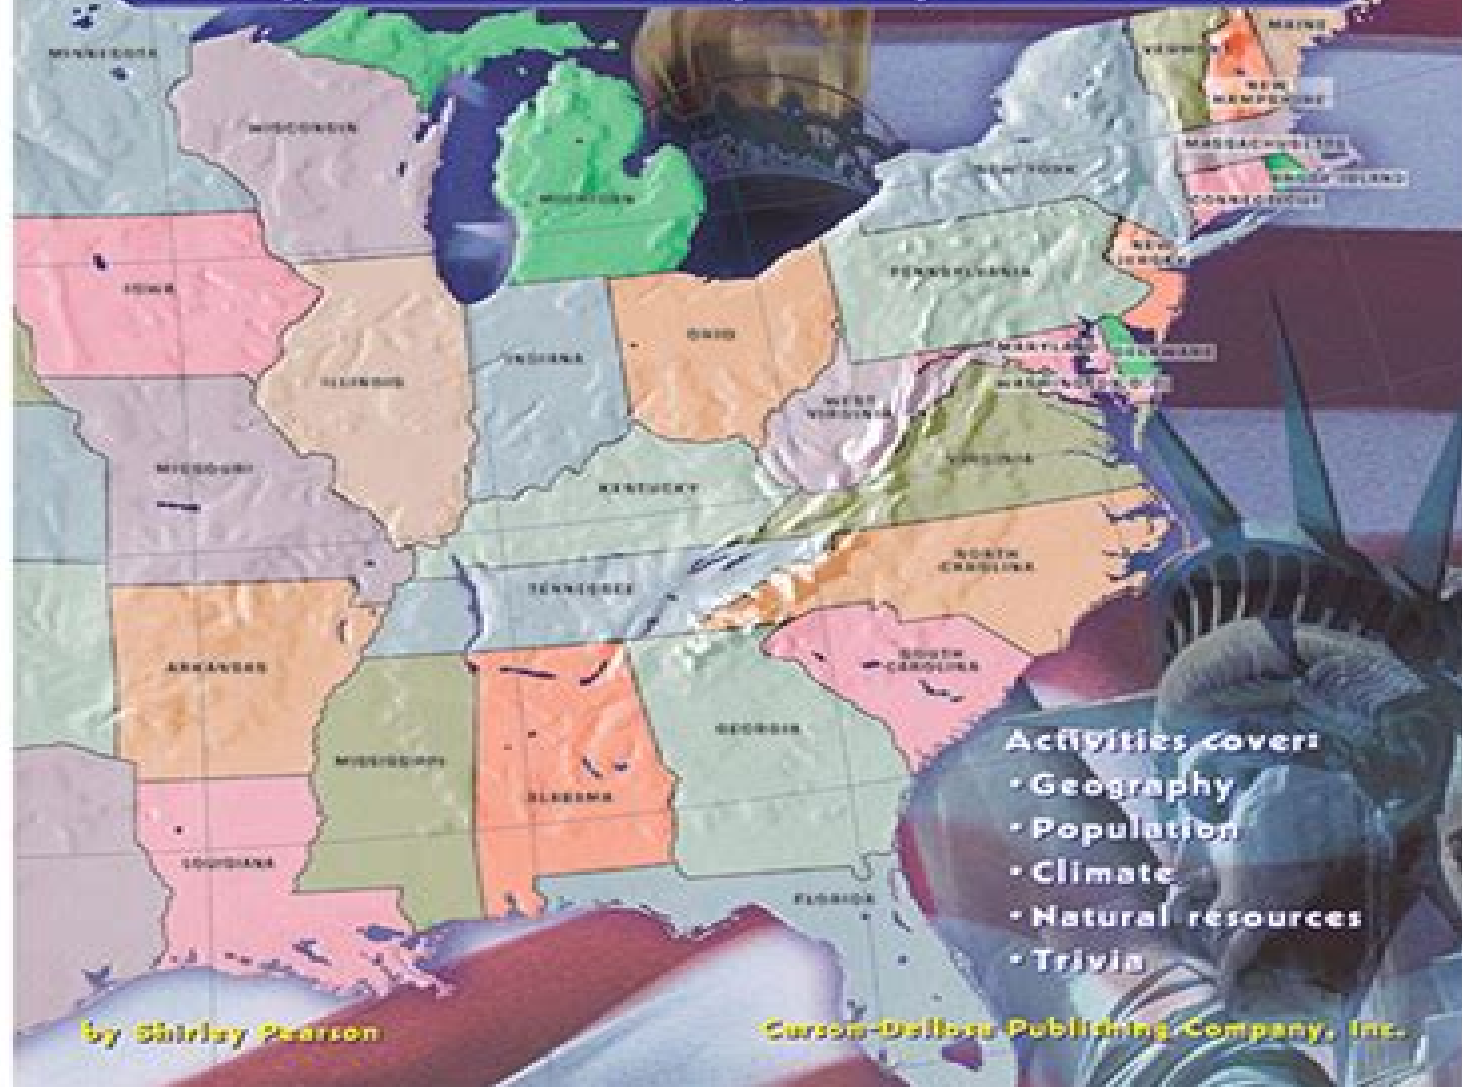 MINNESOTA
MAINE
VERMONT
NEW
HAMPSHIRE
WISCONSIN
MASSACHUSETTS
NEW YORK
RHODE ISLAND
MICHIGAN
CONNECTICUT
NEW
JERSEY
PENNSYLVANIA
IOWA
OHIO
INDIANA
MARYLAND
DELAWARE
ILLINOIS
WASHINGTON D.C.
WEST
VIRGINIA
MISSOURI
VIRGINIA
KENTUCKY
NORTH
CAROLINA
TENNESSEE
ARKANSAS
SOUTH
CAROLINA
GEORGIA
MISSISSIPPI
ALABAMA
LOUISIANA
FLORIDA
Activities cover:
• Geography
• Population
• Climate
• Natural resources
• Trivia
by Shirley Pearson
Carson-Dellosa Publishing Company, Inc.